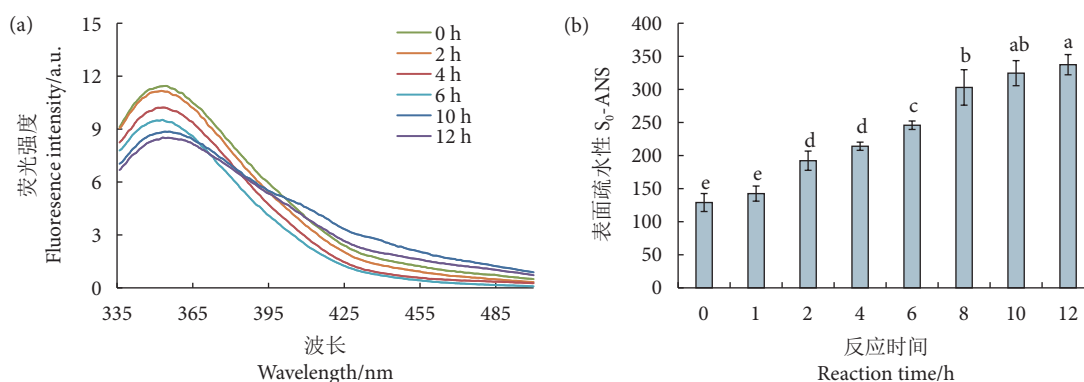 (a)
15
12
9
6
3
0
荧光强度
Fluoresence intensity/a.u.
0 h
2 h
4 h
6 h
10 h
12 h
335 365 395 425 455 485
波长
Wavelength/nm
(b)
400
350
300
250
200
150
100
50
0
表面疏水性 S₀-ANS
e e d d c b ab a
0 1 2 4 6 8 10 12
反应时间
Reaction time/h